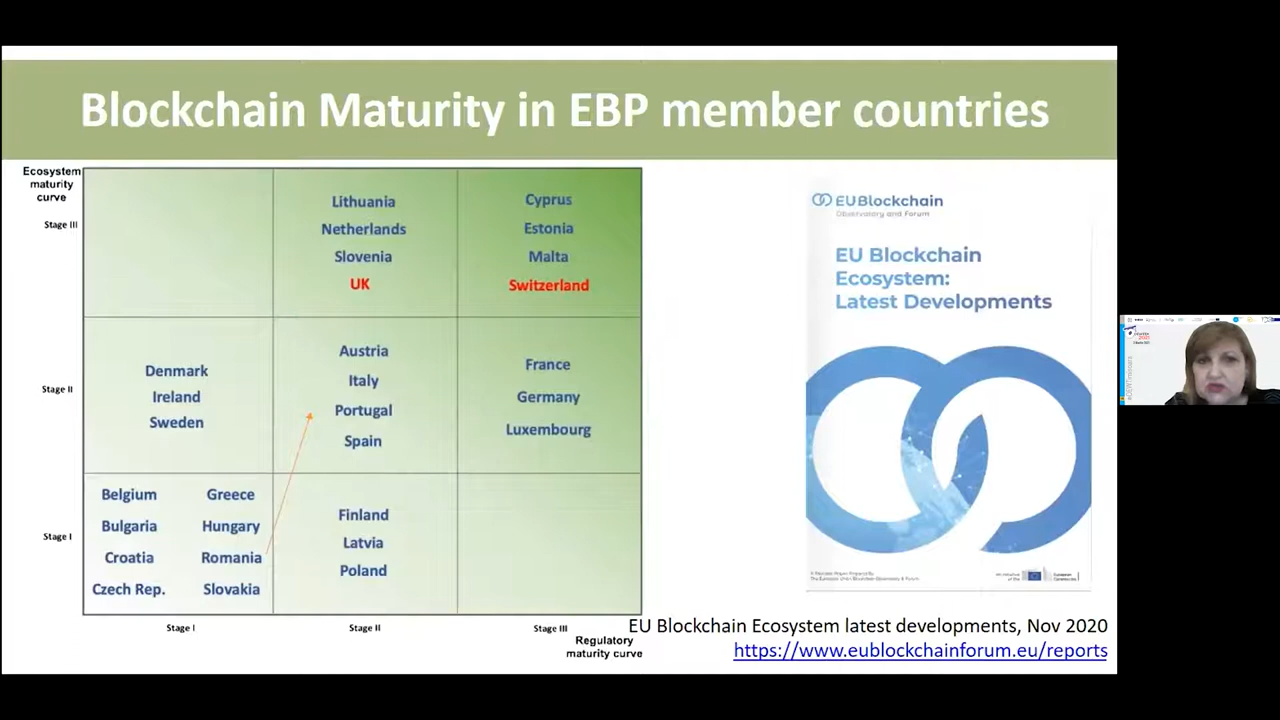 Blockchain Maturity in EBP member countries
Ecosystem
maturity
curve
Stage III
Lithuania
Netherlands
Slovenia
UK
Cyprus
Estonia
Malta
Switzerland
Stage II
Denmark
Ireland
Sweden
Austria
Italy
Portugal
Spain
France
Germany
Luxembourg
Stage I
Belgium Greece
Bulgaria Hungary
Croatia Romania
Czech Rep. Slovakia
Finland
Latvia
Poland
Stage I
Stage II
Stage III
Regulatory
maturity curve
EUBlockchain
Observatory and Forum
EU Blockchain
Ecosystem:
Latest Developments
European
Commission
EU Blockchain Ecosystem latest developments, Nov 2020
https://www.eublockchainforum.eu/reports